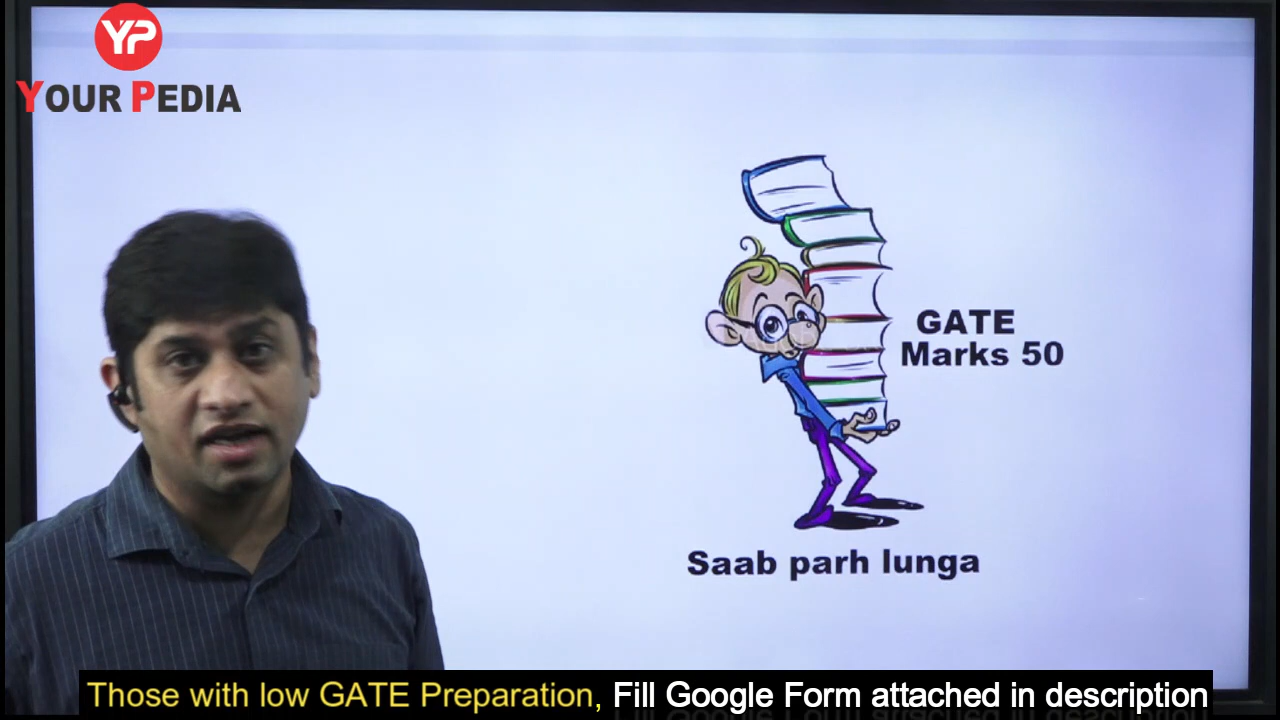 YP
YOUR PEDIA
GATE
Marks 50
Saab parh lunga
Those with low GATE Preparation, Fill Google Form attached in description